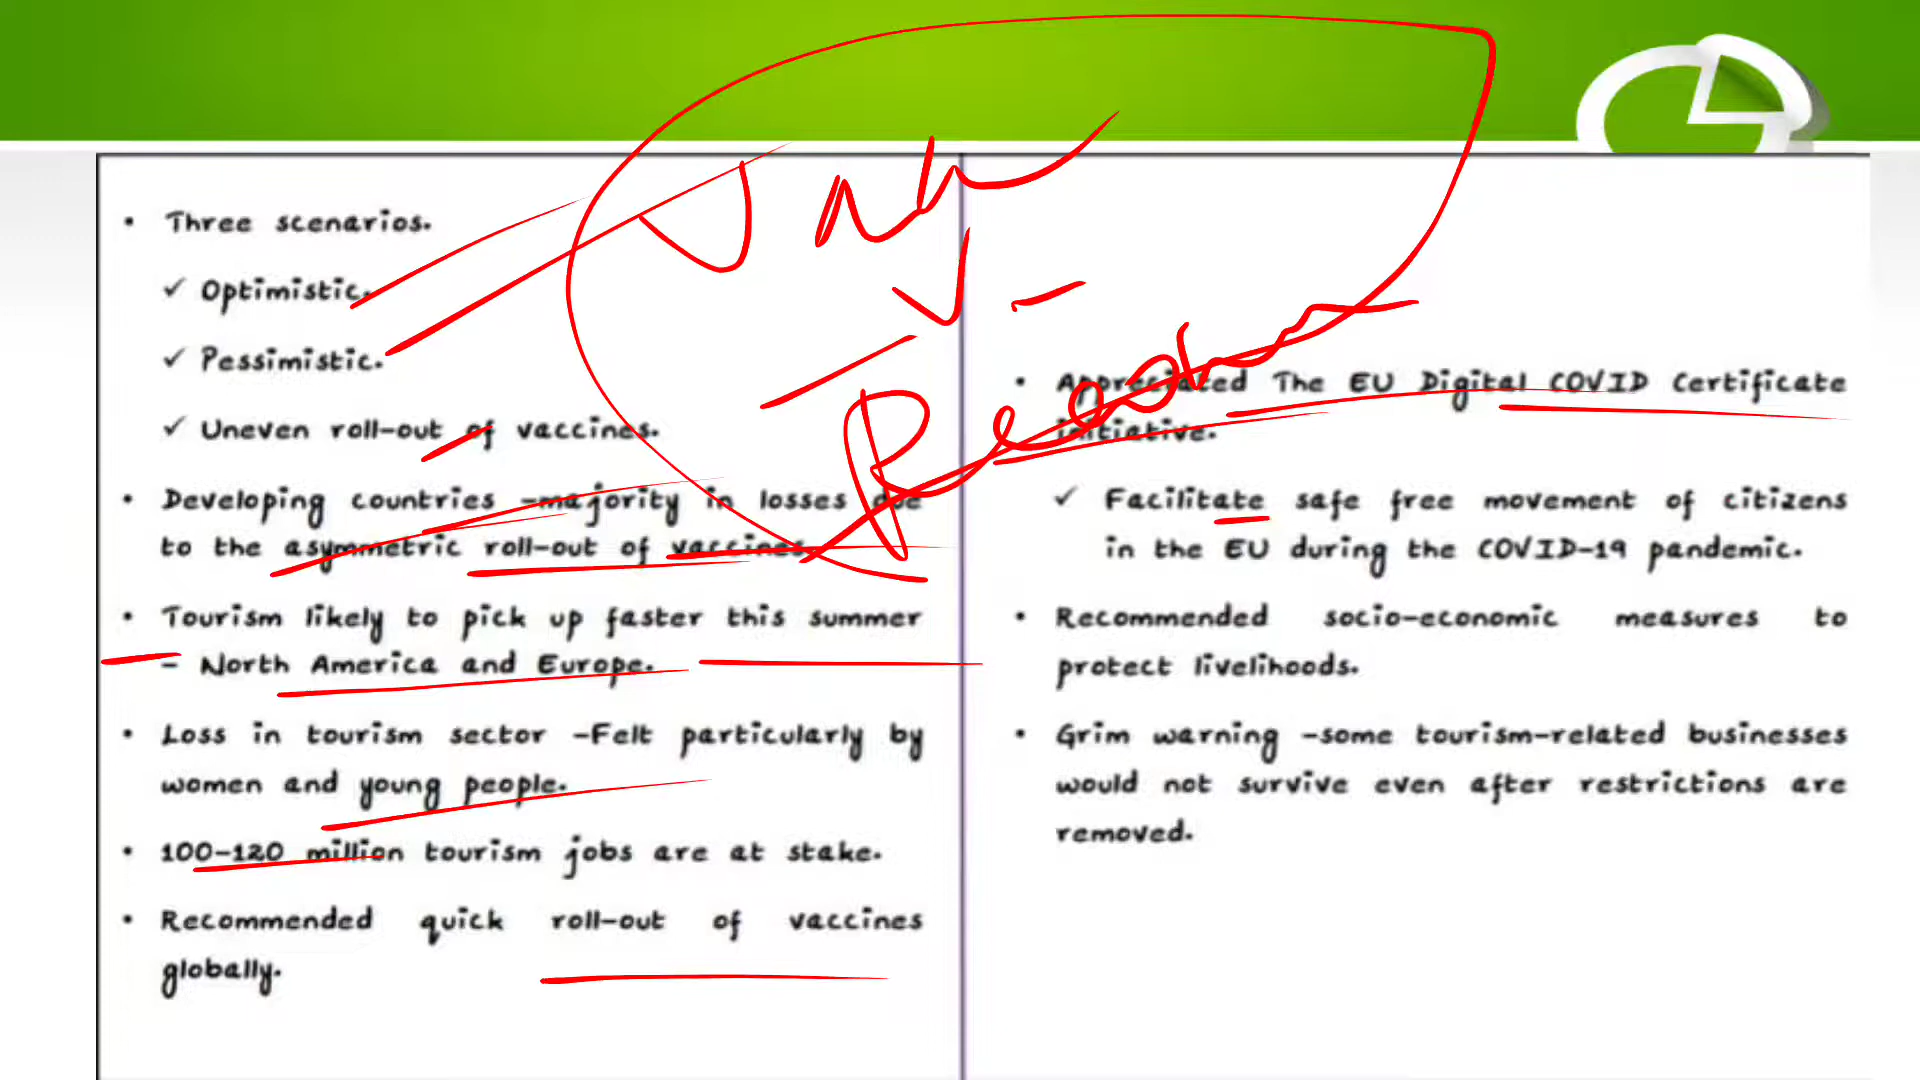 • Three scenarios.
✓ Optimistic.
✓ Pessimistic.
✓ Uneven roll-out of vaccines.
• Developing countries -majority in losses due
to the asymmetric roll-out of vaccines.
• Tourism likely to pick up faster this summer
- North America and Europe.
• Loss in tourism sector -Felt particularly by
women and young people.
• 100-120 million tourism jobs are at stake.
• Recommended quick roll-out of vaccines
globally.
• Appreciated The EU Digital COVID Certificate
initiative.
✓ Facilitate safe free movement of citizens
in the EU during the COVID-19 pandemic.
• Recommended socio-economic measures to
protect livelihoods.
• Grim warning -some tourism-related businesses
would not survive even after restrictions are
removed.